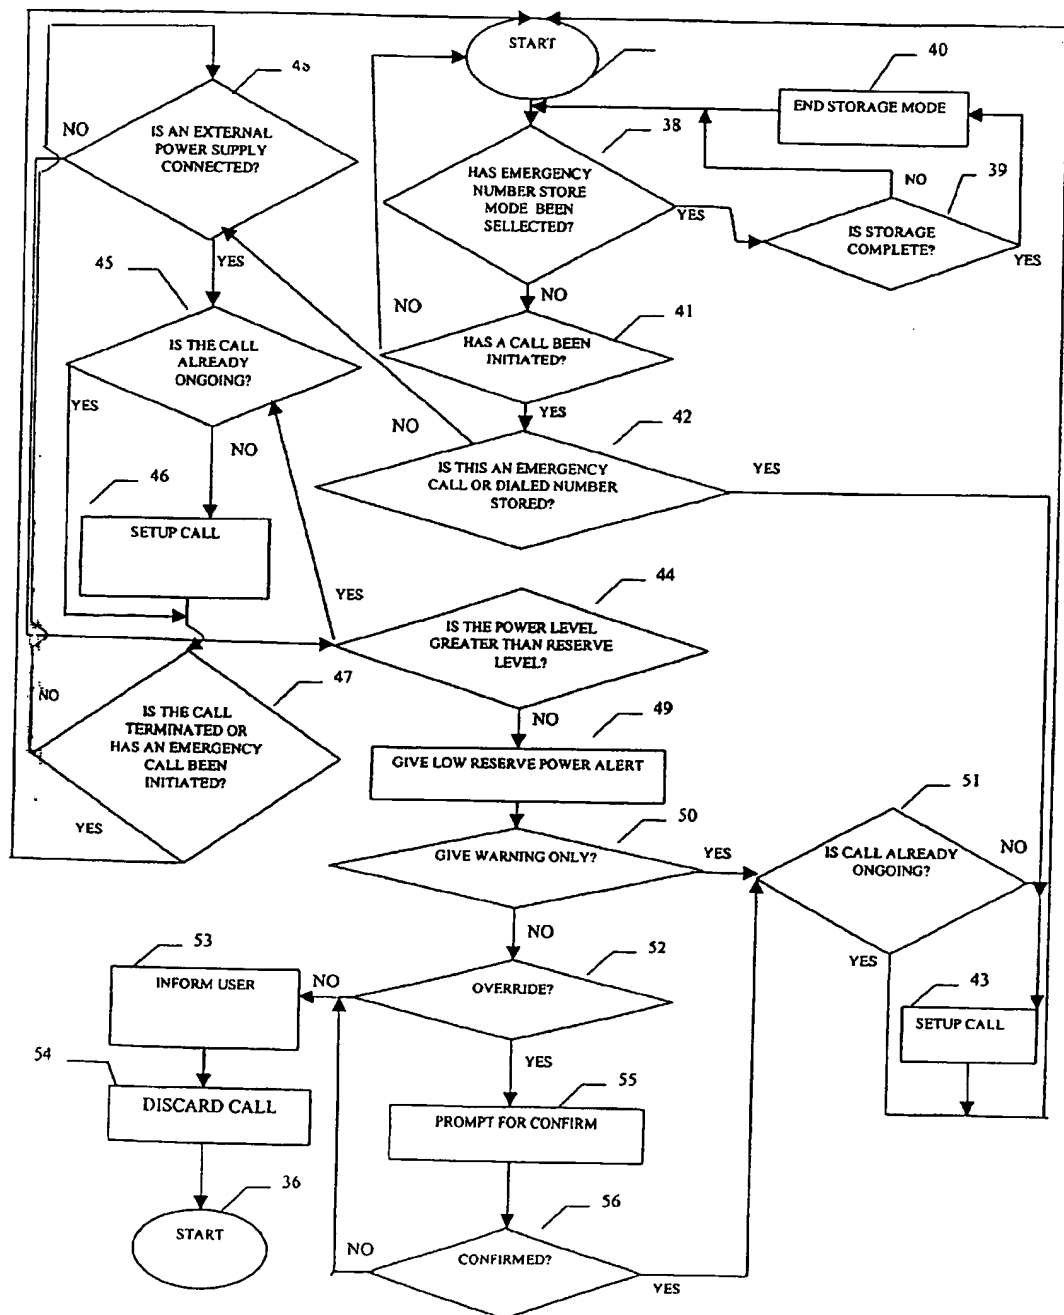 START
40
END STORAGE MODE
IS AN EXTERNAL
POWER SUPPLY
CONNECTED?
NO
38
HAS EMERGENCY
NUMBER STORE
MODE BEEN
SELLECTED?
YES
NO
39
IS STORAGE
COMPLETE?
YES
YES
45
NO
NO
41
HAS A CALL BEEN
INITIATED?
IS THE CALL
ALREADY
ONGOING?
YES
YES
NO
NO
42
IS THIS AN EMERGENCY
CALL OR DIALED NUMBER
STORED?
YES
46
SETUP CALL
YES
44
IS THE POWER LEVEL
GREATER THAN RESERVE
LEVEL?
NO
47
IS THE CALL
TERMINATED OR
HAS AN EMERGENCY
CALL BEEN
INITIATED?
YES
NO
49
GIVE LOW RESERVE POWER ALERT
50
GIVE WARNING ONLY?
YES
51
IS CALL ALREADY
ONGOING?
NO
YES
NO
53
INFORM USER
NO
52
OVERRIDE?
43
SETUP CALL
54
DISCARD CALL
YES
55
PROMPT FOR CONFIRM
36
START
56
CONFIRMED?
NO
YES